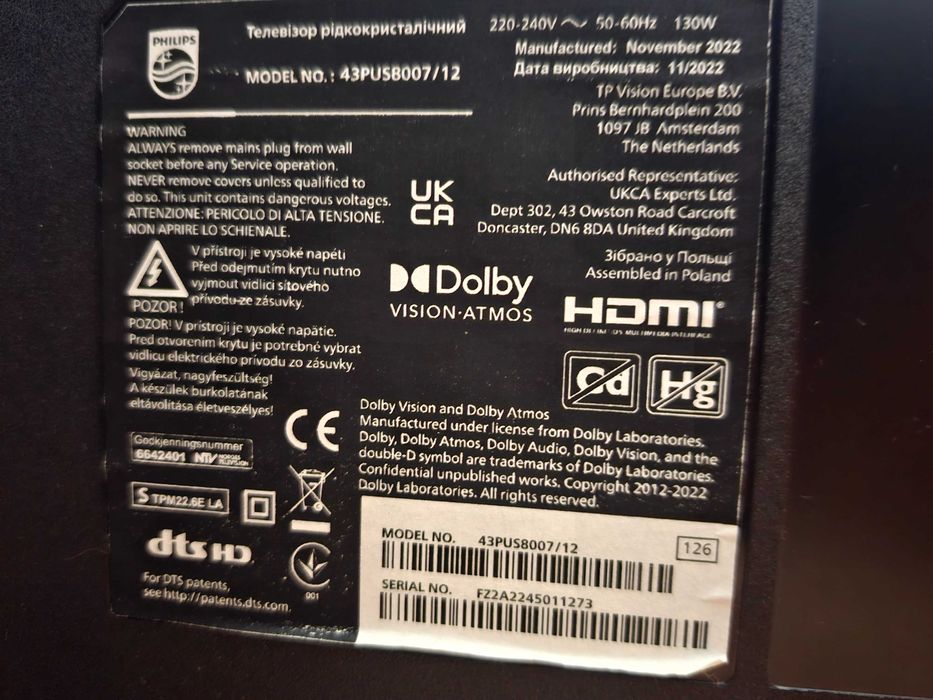 PHILIPS
Телевізор рідкокристалічний
MODEL NO.: 43PUS8007/12
220-240V ~ 50-60Hz 130W
Manufactured: November 2022
Дата виробництва: 11/2022
TP Vision Europe B.V.
Prins Bernhardplein 200
1097 JB Amsterdam
The Netherlands
WARNING
ALWAYS remove mains plug from wall
socket before any Service operation.
NEVER remove covers unless qualified to
do so. This unit contains dangerous voltages.
ATTENZIONE: PERICOLO DI ALTA TENSIONE.
NON APRIRE LO SCHIENALE.
UK
CA
Authorised Representative:
UKCA Experts Ltd.
Dept 302, 43 Owston Road Carcroft
Doncaster, DN6 8DA United Kingdom
Зібрано у Польщі
Assembled in Poland
V přístroji je vysoké napětí
Před odejmutím krytu nutno
vyjmout vidlici síťového
přívodu ze zásuvky.
POZOR!
POZOR! V prístroji je vysoké napätie.
Pred otvorením krytu je potrebné vybrat
vidlicu elektrického prívodu zo zásuvky.
Vigyázat, nagyfeszültség!
A készülék burkolatának
eltávolítása életveszélyes!
Dolby
VISION·ATMOS
HDMI®
HIGH DEFINITION MULTIMEDIA INTERFACE
Cd
Hg
CE
Dolby Vision and Dolby Atmos
Manufactured under license from Dolby Laboratories.
Dolby, Dolby Atmos, Dolby Audio, Dolby Vision, and the
double-D symbol are trademarks of Dolby Laboratories.
Confidential unpublished works. Copyright 2012-2022
Dolby Laboratories. All rights reserved.
Godkjenningsnummer
6642401 NTV NORGES TELEVISION
S TPM22.6E LA
dts HD
For DTS patents,
see http://patents.dts.com.
001
MODEL NO. 43PUS8007/12
126
SERIAL NO. FZ2A2245011273